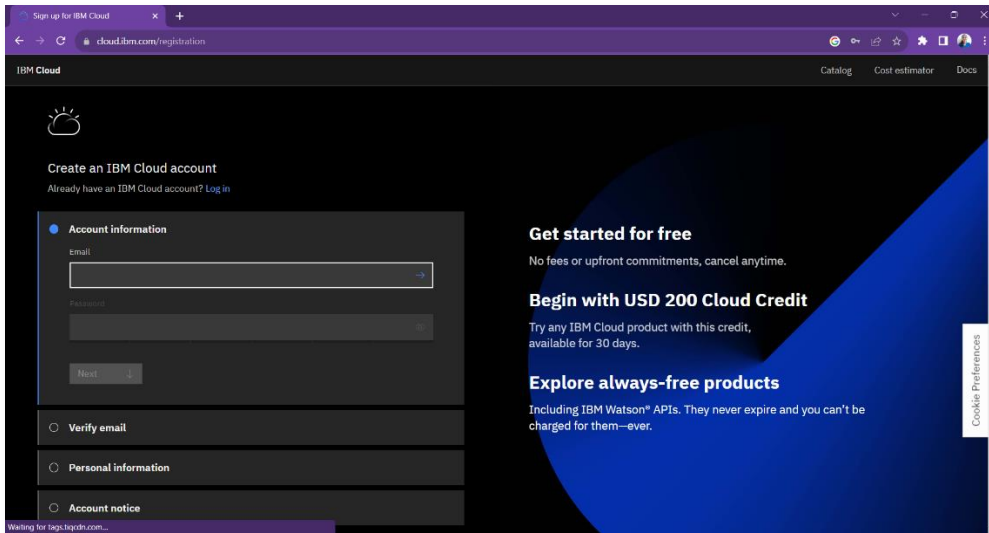 Sign up for IBM Cloud
cloud.ibm.com/registration
IBM Cloud
Catalog Cost estimator Docs
Create an IBM Cloud account
Already have an IBM Cloud account? Log in
Account information
Email
Password
Next
Verify email
Personal information
Account notice
Waiting for tags.tiqcdn.com...
Get started for free
No fees or upfront commitments, cancel anytime.
Begin with USD 200 Cloud Credit
Try any IBM Cloud product with this credit,
available for 30 days.
Explore always-free products
Including IBM Watson® APIs. They never expire and you can't be
charged for them—ever.
Cookie Preferences